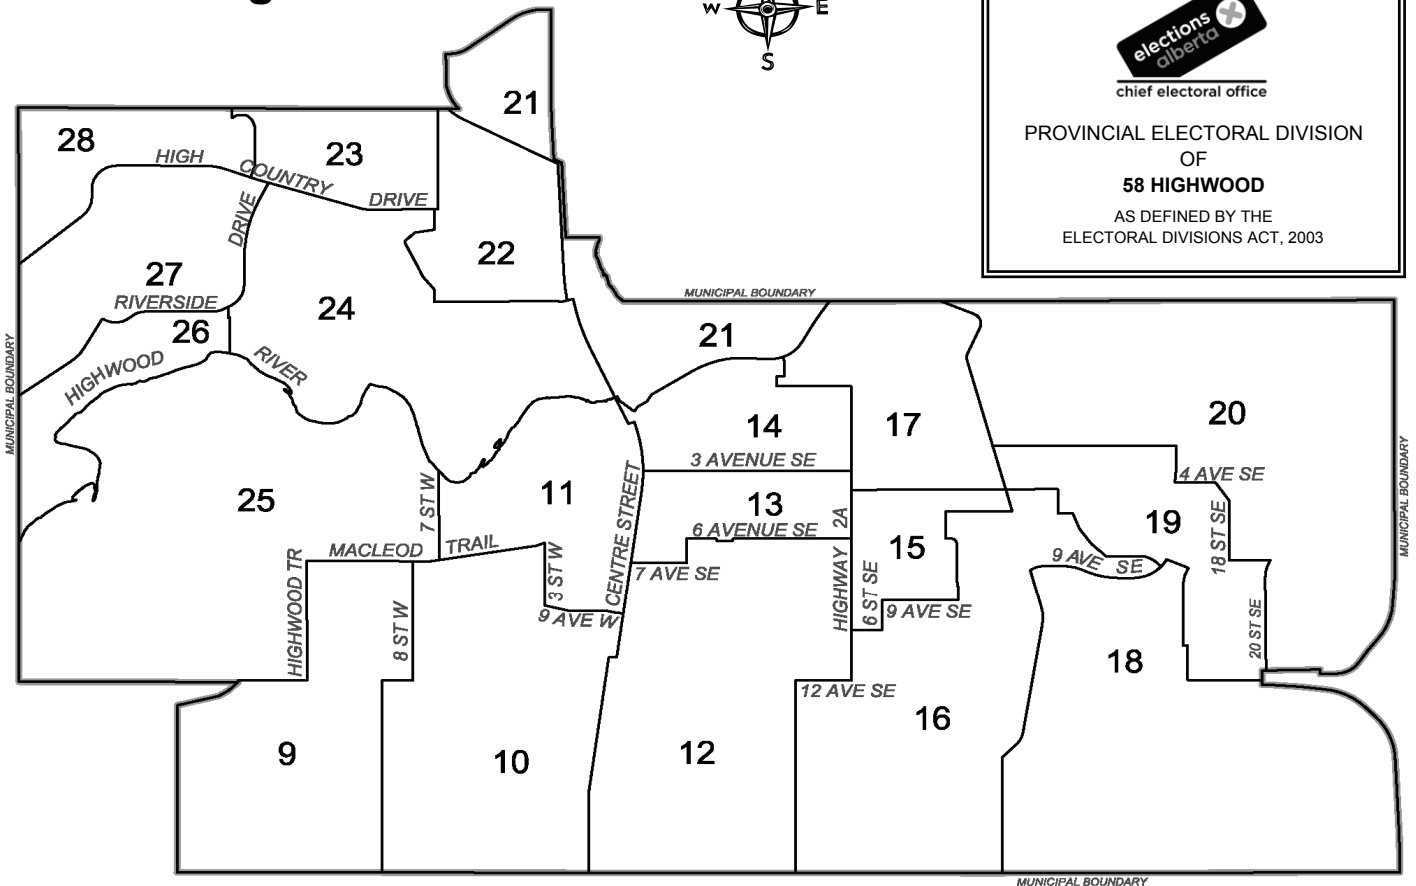 W E
S
elections
alberta
chief electoral office
PROVINCIAL ELECTORAL DIVISION
OF
58 HIGHWOOD
AS DEFINED BY THE
ELECTORAL DIVISIONS ACT, 2003
21
28
HIGH
COUNTRY
DRIVE
23
DRIVE
22
27
RIVERSIDE
24
26
HIGHWOOD
RIVER
MUNICIPAL BOUNDARY
MUNICIPAL BOUNDARY
21
20
17
14
3 AVENUE SE
4 AVE SE
MUNICIPAL BOUNDARY
25
7 ST W
11
CENTRE STREET
13
6 AVENUE SE
2A
HIGHWAY
19
18 ST SE
MACLEOD
TRAIL
3 ST W
7 AVE SE
15
6 ST SE
9 AVE SE
9 AVE SE
HIGHWOOD TR
8 ST W
9 AVE W
20 ST SE
18
12 AVE SE
16
9
10
12
MUNICIPAL BOUNDARY